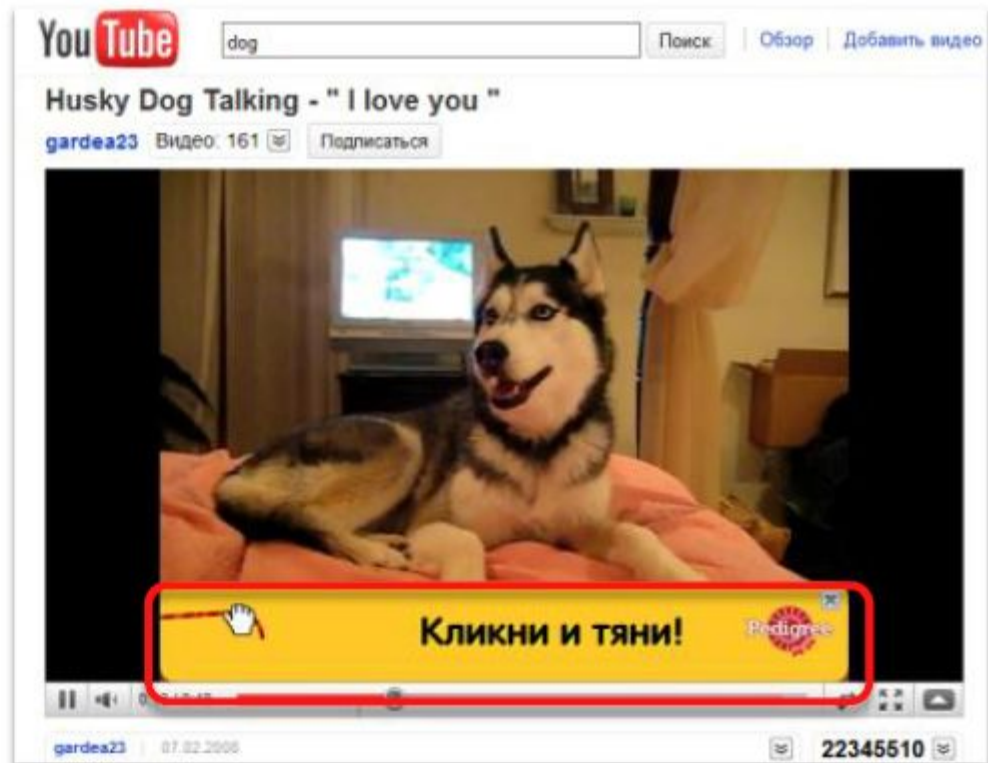 You Tube
dog
Поиск
Обзор
Добавить видео
Husky Dog Talking - " I love you "
gardea23 Видео: 161
Подписаться
Кликни и тяни!
Pedigree
gardea23
07.02.2008
22345510